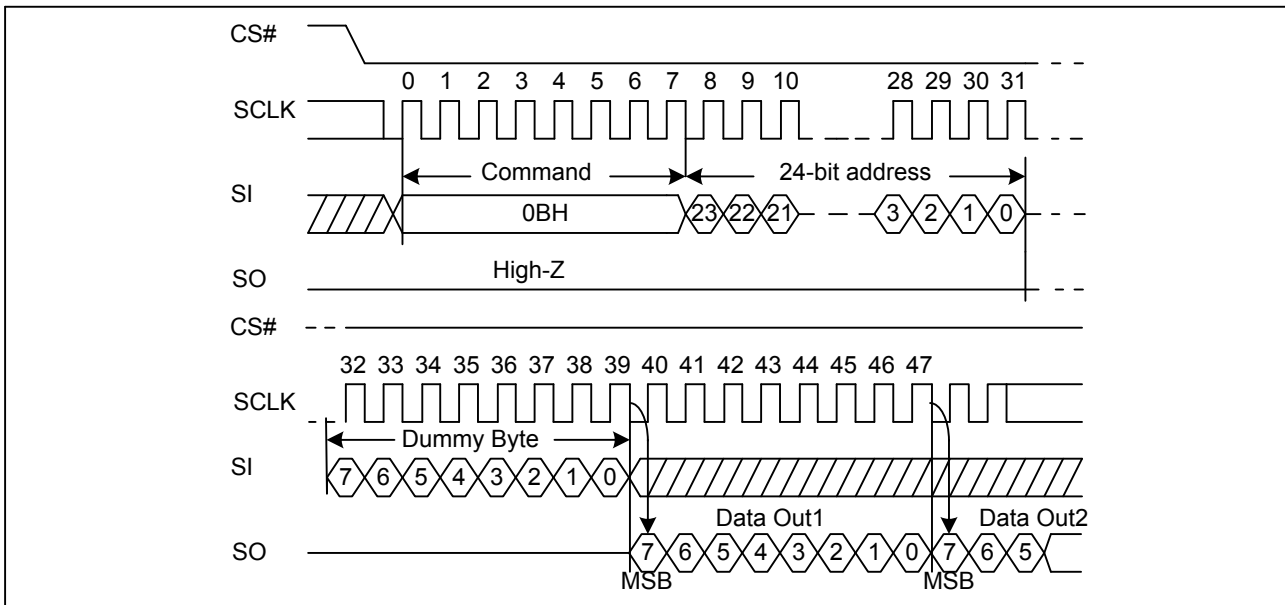 CS#
0 1 2 3 4 5 6 7 8 9 10 28 29 30 31
SCLK
Command 24-bit address
SI
0BH 23 22 21 3 2 1 0
High-Z
SO
CS#
32 33 34 35 36 37 38 39 40 41 42 43 44 45 46 47
SCLK
Dummy Byte
SI
7 6 5 4 3 2 1 0
Data Out1 Data Out2
SO
7 6 5 4 3 2 1 0 7 6 5
MSB MSB